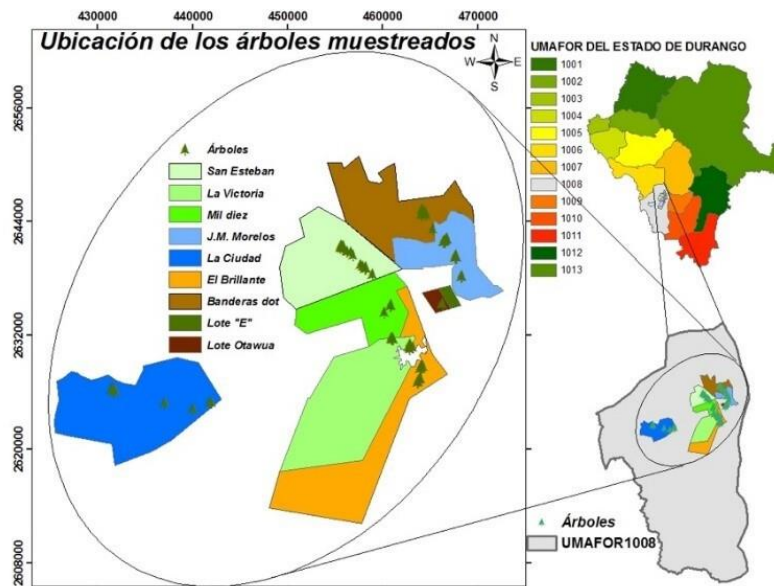 430000 440000 450000 460000 470000
Ubicación de los árboles muestreados
N
W E
S
2656000
2644000
2632000
2620000
2608000
Árboles
San Esteban
La Victoria
Mil diez
J.M. Morelos
La Ciudad
El Brillante
Banderas dot
Lote "E"
Lote Otawua
UMAFOR DEL ESTADO DE DURANGO
1001
1002
1003
1004
1005
1006
1007
1008
1009
1010
1011
1012
1013
Árboles
UMAFOR1008